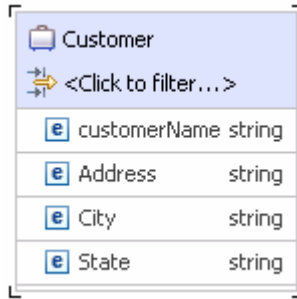 Customer
<Click to filter...>
e customerName string
e Address string
e City string
e State string